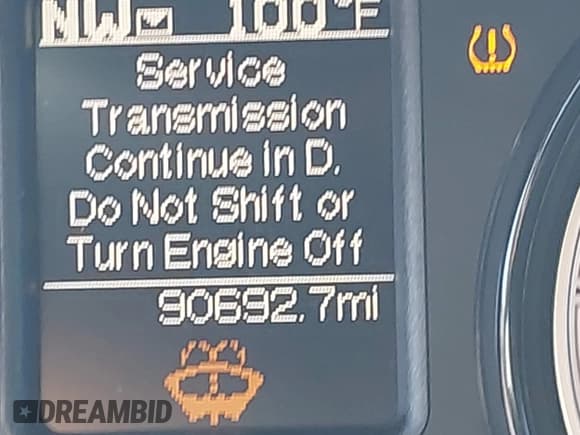 NW 100°F
Service
Transmission
Continue in D.
Do Not Shift or
Turn Engine Off
90692.7mi
DREAMBID